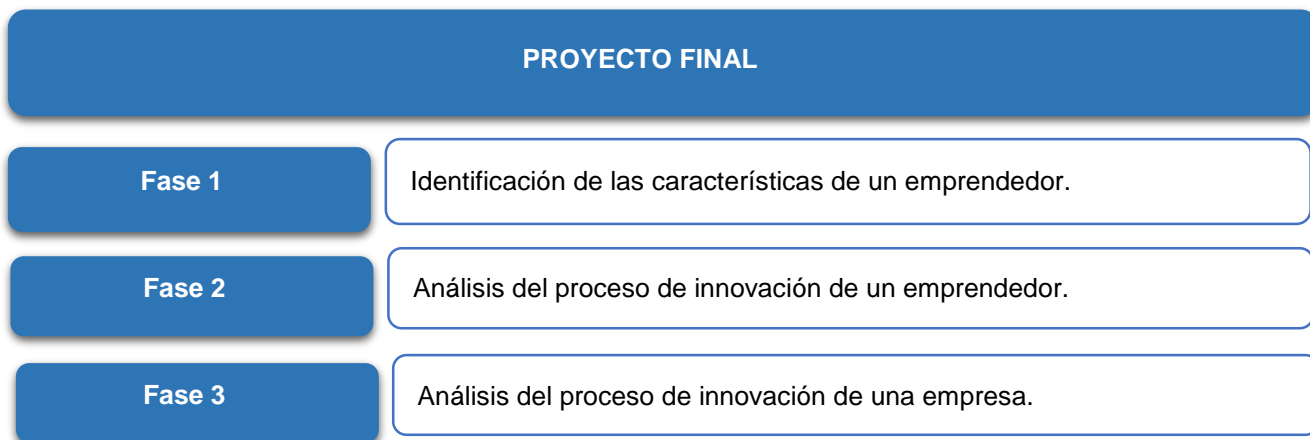 PROYECTO FINAL
Fase 1
Identificación de las características de un emprendedor.
Fase 2
Análisis del proceso de innovación de un emprendedor.
Fase 3
Análisis del proceso de innovación de una empresa.